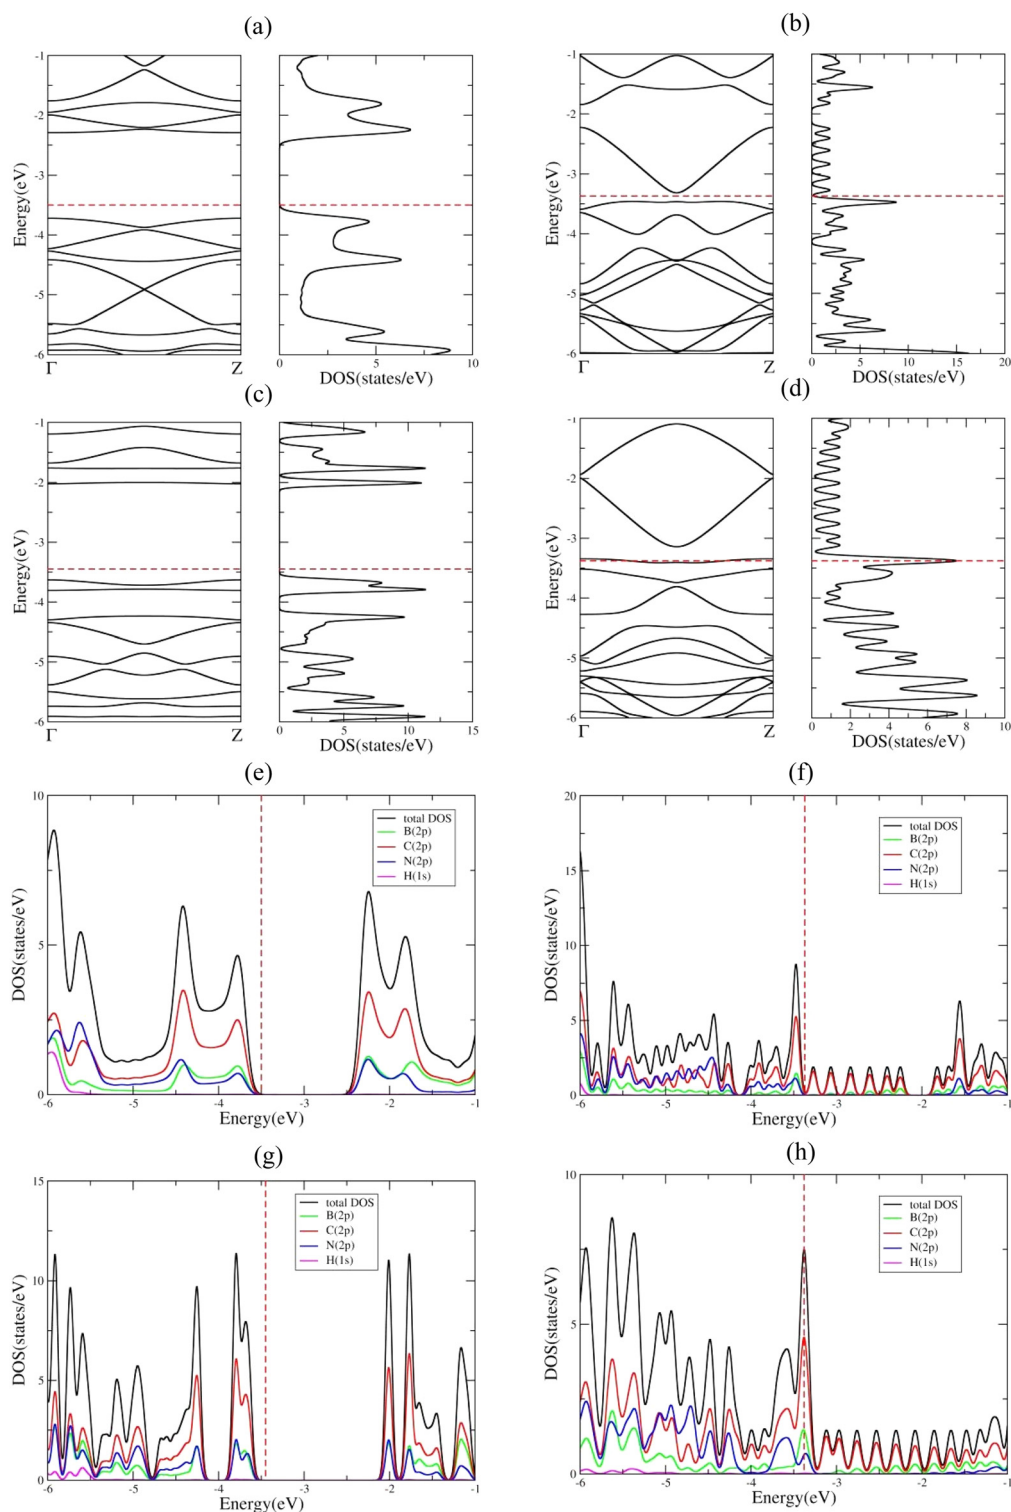 (a)
(b)
-1
-2
-3
-4
-5
-6
Energy(eV)
Γ
Z
0
5
10
DOS(states/eV)
-1
-2
-3
-4
-5
-6
Energy(eV)
Γ
Z
0
5
10
15
20
DOS(states/eV)
(c)
(d)
-1
-2
-3
-4
-5
-6
Energy(eV)
Γ
Z
0
5
10
15
DOS(states/eV)
-1
-2
-3
-4
-5
-6
Energy(eV)
Γ
Z
0
2
4
6
8
10
DOS(states/eV)
(e)
(f)
10
5
0
DOS(states/eV)
total DOS
B(2p)
C(2p)
N(2p)
H(1s)
-6
-5
-4
-3
-2
-1
Energy(eV)
20
15
10
5
0
DOS(states/eV)
total DOS
B(2p)
C(2p)
N(2p)
H(1s)
-6
-5
-4
-3
-2
-1
Energy(eV)
(g)
(h)
15
10
5
0
DOS(states/eV)
total DOS
B(2p)
C(2p)
N(2p)
H(1s)
-6
-5
-4
-3
-2
-1
Energy(eV)
10
5
0
DOS(states/eV)
total DOS
B(2p)
C(2p)
N(2p)
H(1s)
-6
-5
-4
-3
-2
-1
Energy(eV)